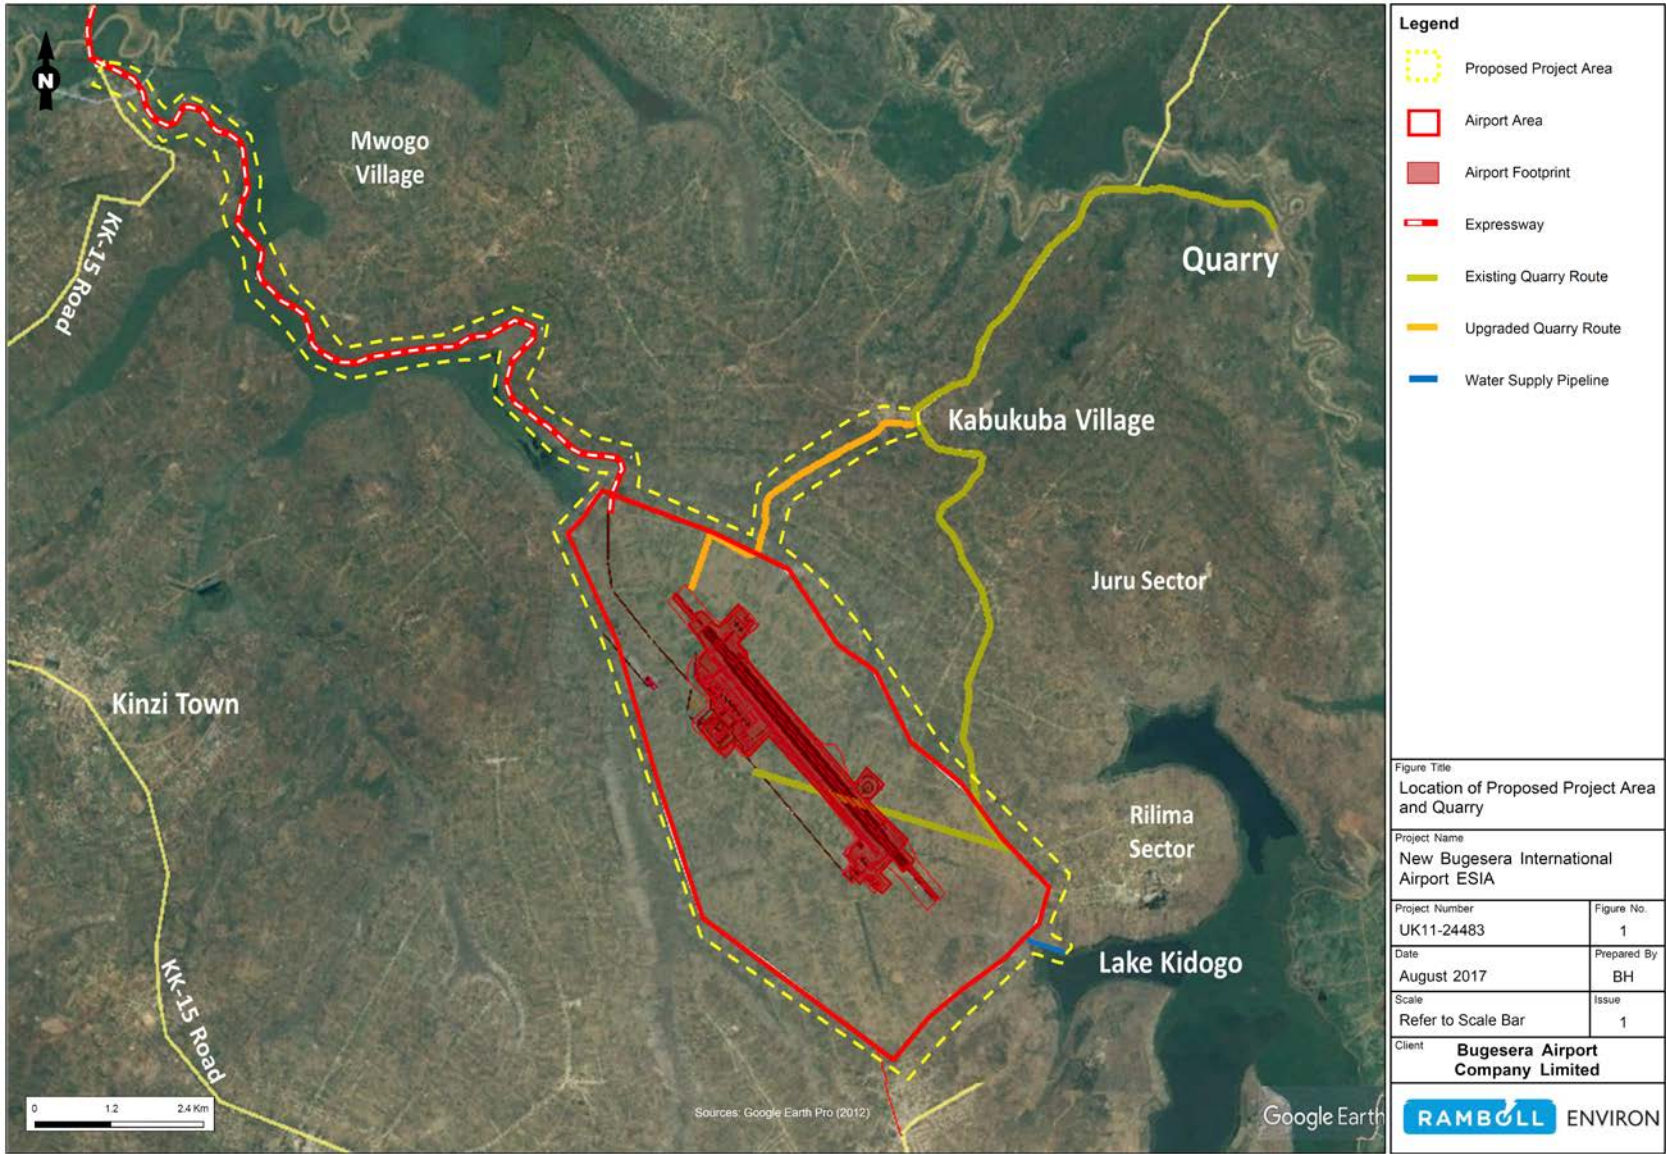 N
Mwogo
Village
KK-15 Road
Quarry
Kabukuba Village
Juru Sector
Kinzi Town
Rilima
Sector
Lake Kidogo
KK-15 Road
0 1.2 2.4 Km
Sources: Google Earth Pro (2012)
Google Earth
Legend
Proposed Project Area
Airport Area
Airport Footprint
Expressway
Existing Quarry Route
Upgraded Quarry Route
Water Supply Pipeline
Figure Title
Location of Proposed Project Area
and Quarry
Project Name
New Bugesera International
Airport ESIA
Project Number
UK11-24483
Figure No.
1
Date
August 2017
Prepared By
BH
Scale
Refer to Scale Bar
Issue
1
Client
Bugesera Airport
Company Limited
RAMBOLL ENVIRON